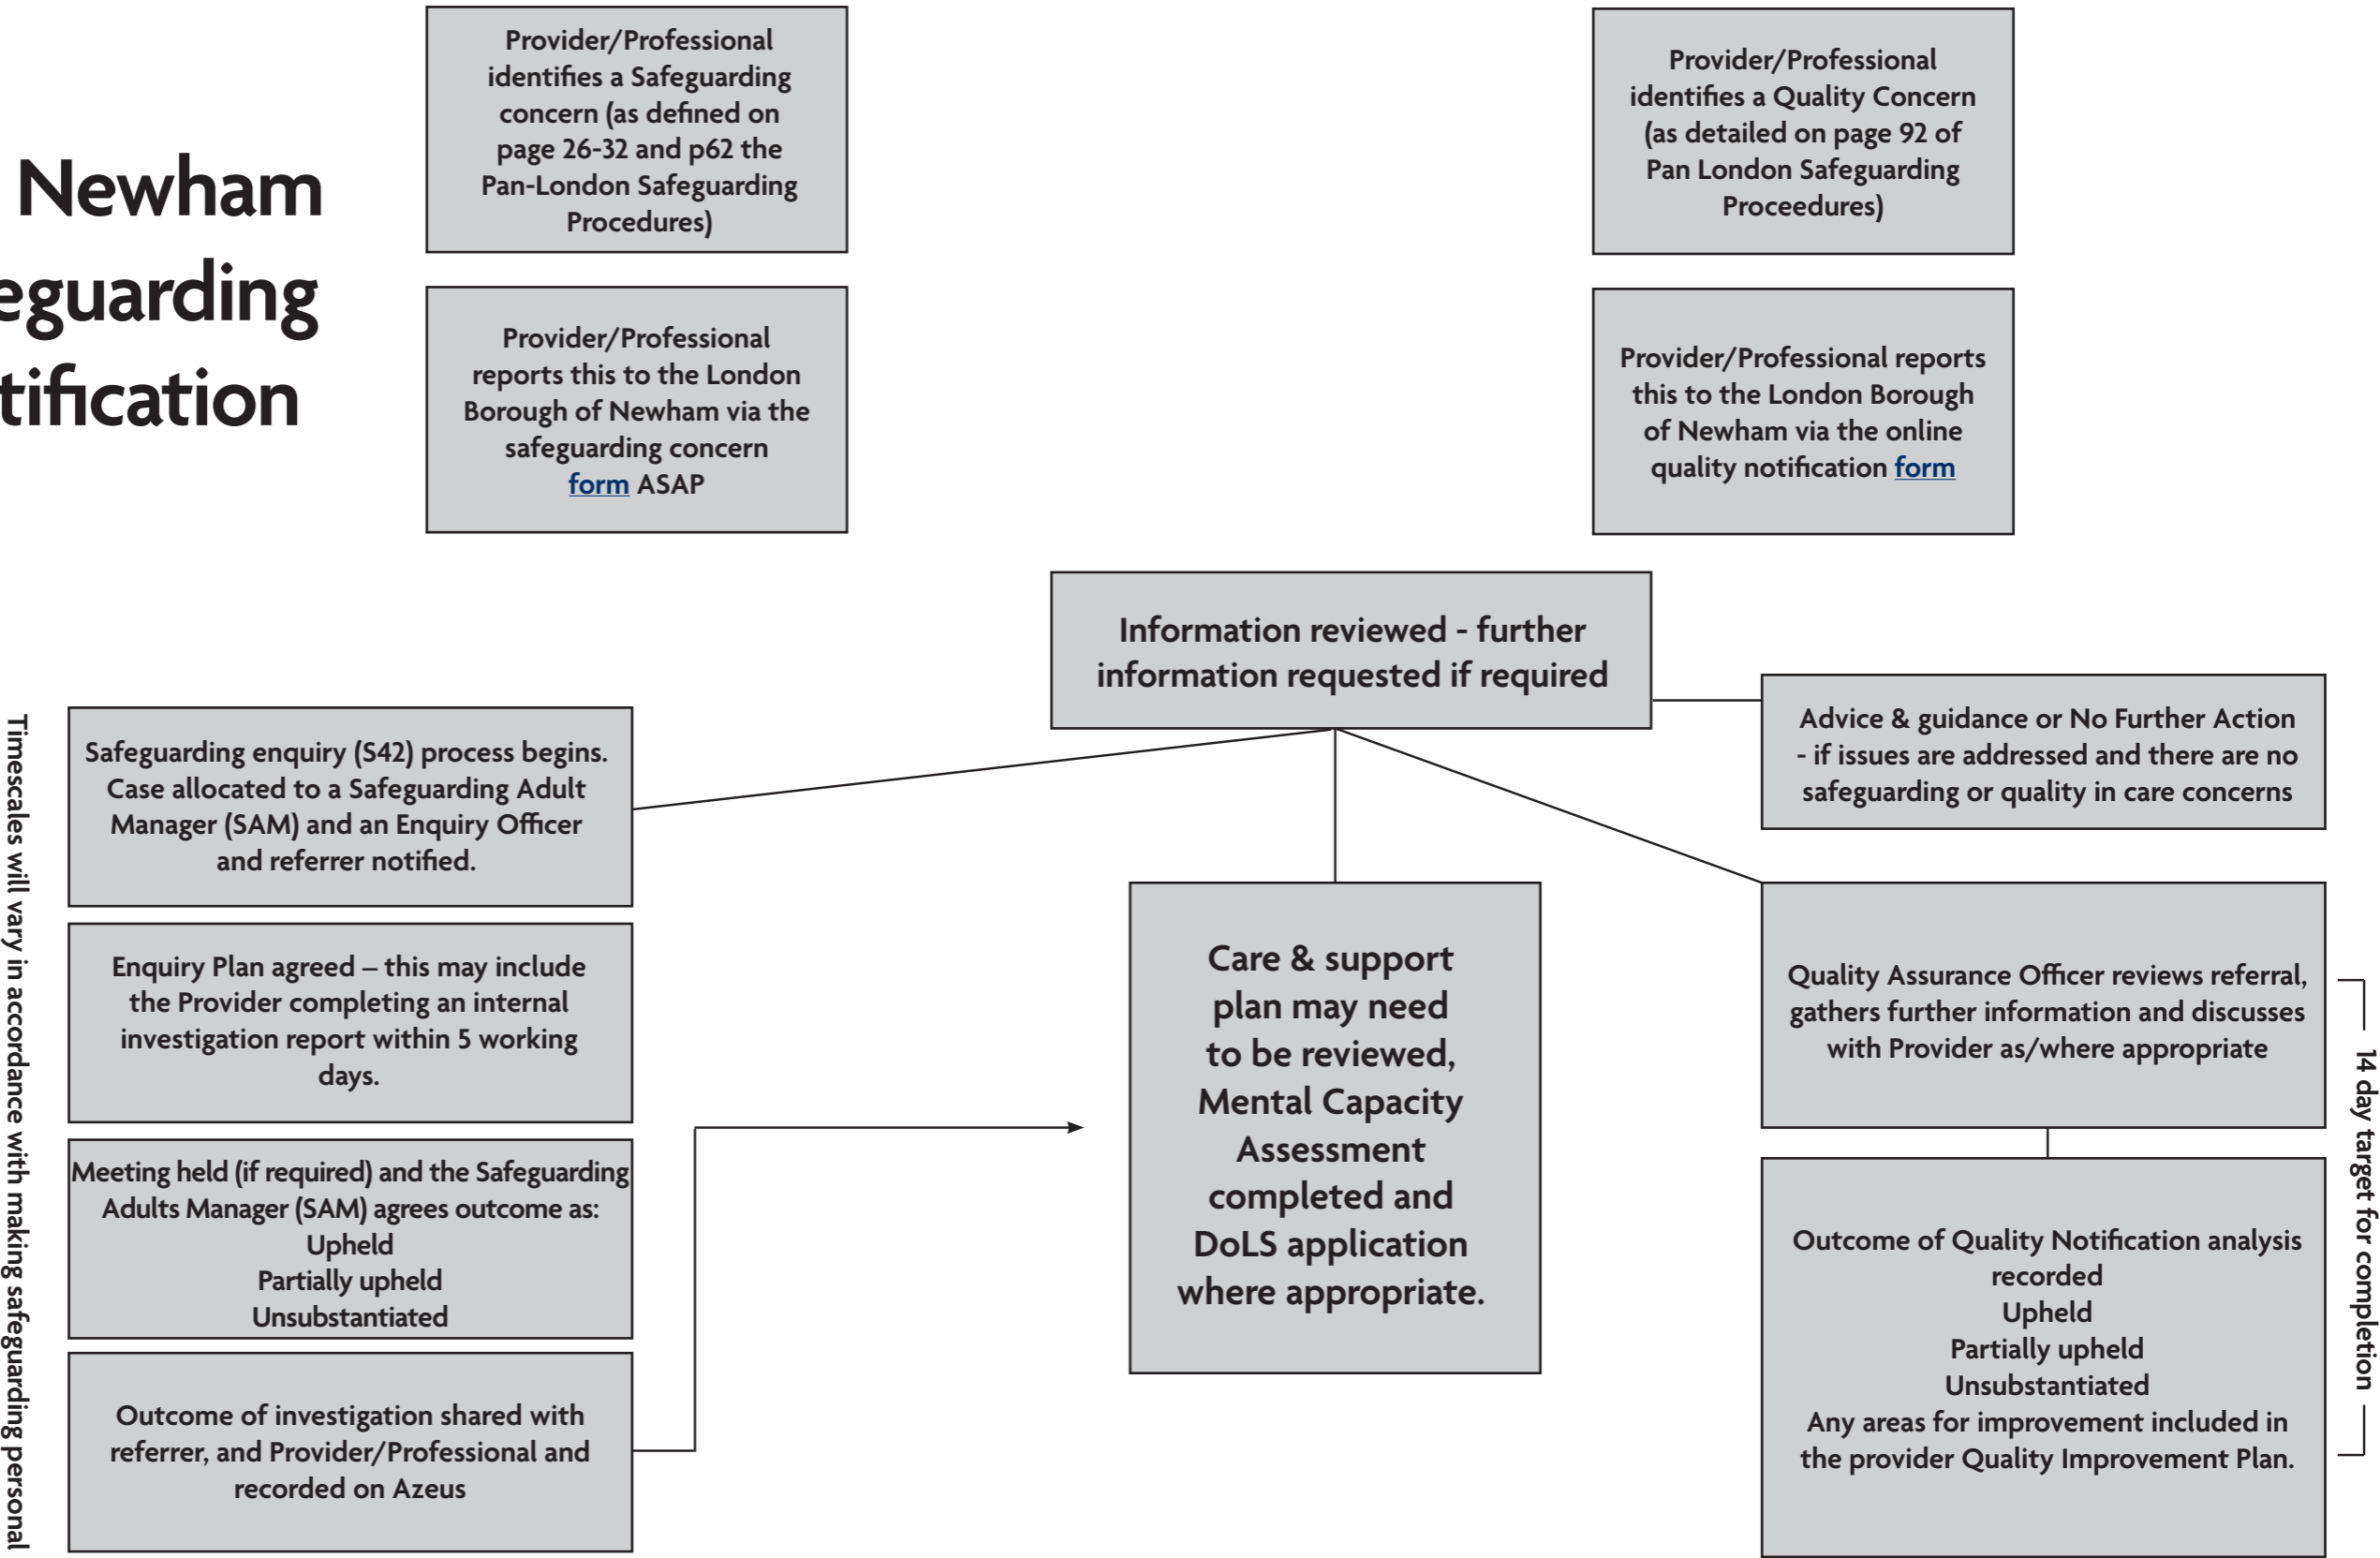 Newham
eguarding
tification
Provider/Professional
identifies a Safeguarding
concern (as defined on
page 26-32 and p62 the
Pan-London Safeguarding
Procedures)
Provider/Professional
reports this to the London
Borough of Newham via the
safeguarding concern
form ASAP
Provider/Professional
identifies a Quality Concern
(as detailed on page 92 of
Pan London Safeguarding
Proceedures)
Provider/Professional reports
this to the London Borough
of Newham via the online
quality notification form
Information reviewed - further
information requested if required
Advice & guidance or No Further Action
- if issues are addressed and there are no
safeguarding or quality in care concerns
Timescales will vary in accordance with making safeguarding personal
Safeguarding enquiry (S42) process begins.
Case allocated to a Safeguarding Adult
Manager (SAM) and an Enquiry Officer
and referrer notified.
Enquiry Plan agreed – this may include
the Provider completing an internal
investigation report within 5 working
days.
Meeting held (if required) and the Safeguarding
Adults Manager (SAM) agrees outcome as:
Upheld
Partially upheld
Unsubstantiated
Outcome of investigation shared with
referrer, and Provider/Professional and
recorded on Azeus
Care & support
plan may need
to be reviewed,
Mental Capacity
Assessment
completed and
DoLS application
where appropriate.
Quality Assurance Officer reviews referral,
gathers further information and discusses
with Provider as/where appropriate
Outcome of Quality Notification analysis
recorded
Upheld
Partially upheld
Unsubstantiated
Any areas for improvement included in
the provider Quality Improvement Plan.
14 day target for completion